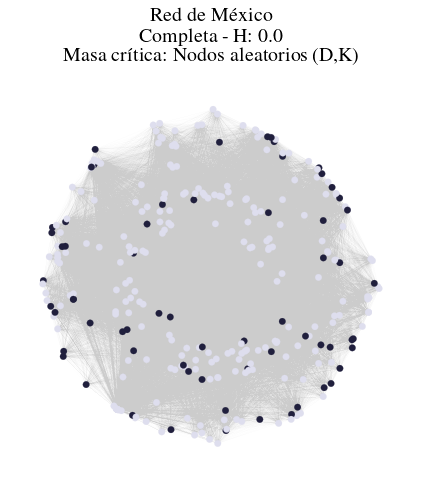 Red de México
Completa - H: 0.0
Masa crítica: Nodos aleatorios (D,K)